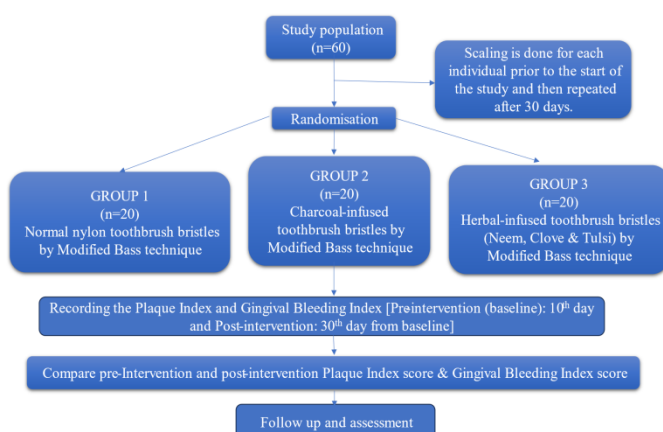 Study population
(n=60)
Scaling is done for each
individual prior to the start of
the study and then repeated
after 30 days.
Randomisation
GROUP 1
(n=20)
Normal nylon toothbrush bristles
by Modified Bass technique
GROUP 2
(n=20)
Charcoal-infused
toothbrush bristles by
Modified Bass technique
GROUP 3
(n=20)
Herbal-infused toothbrush bristles
(Neem, Clove & Tulsi) by
Modified Bass technique
Recording the Plaque Index and Gingival Bleeding Index [Preintervention (baseline): 10th day
and Post-intervention: 30th day from baseline]
Compare pre-Intervention and post-intervention Plaque Index score & Gingival Bleeding Index score
Follow up and assessment